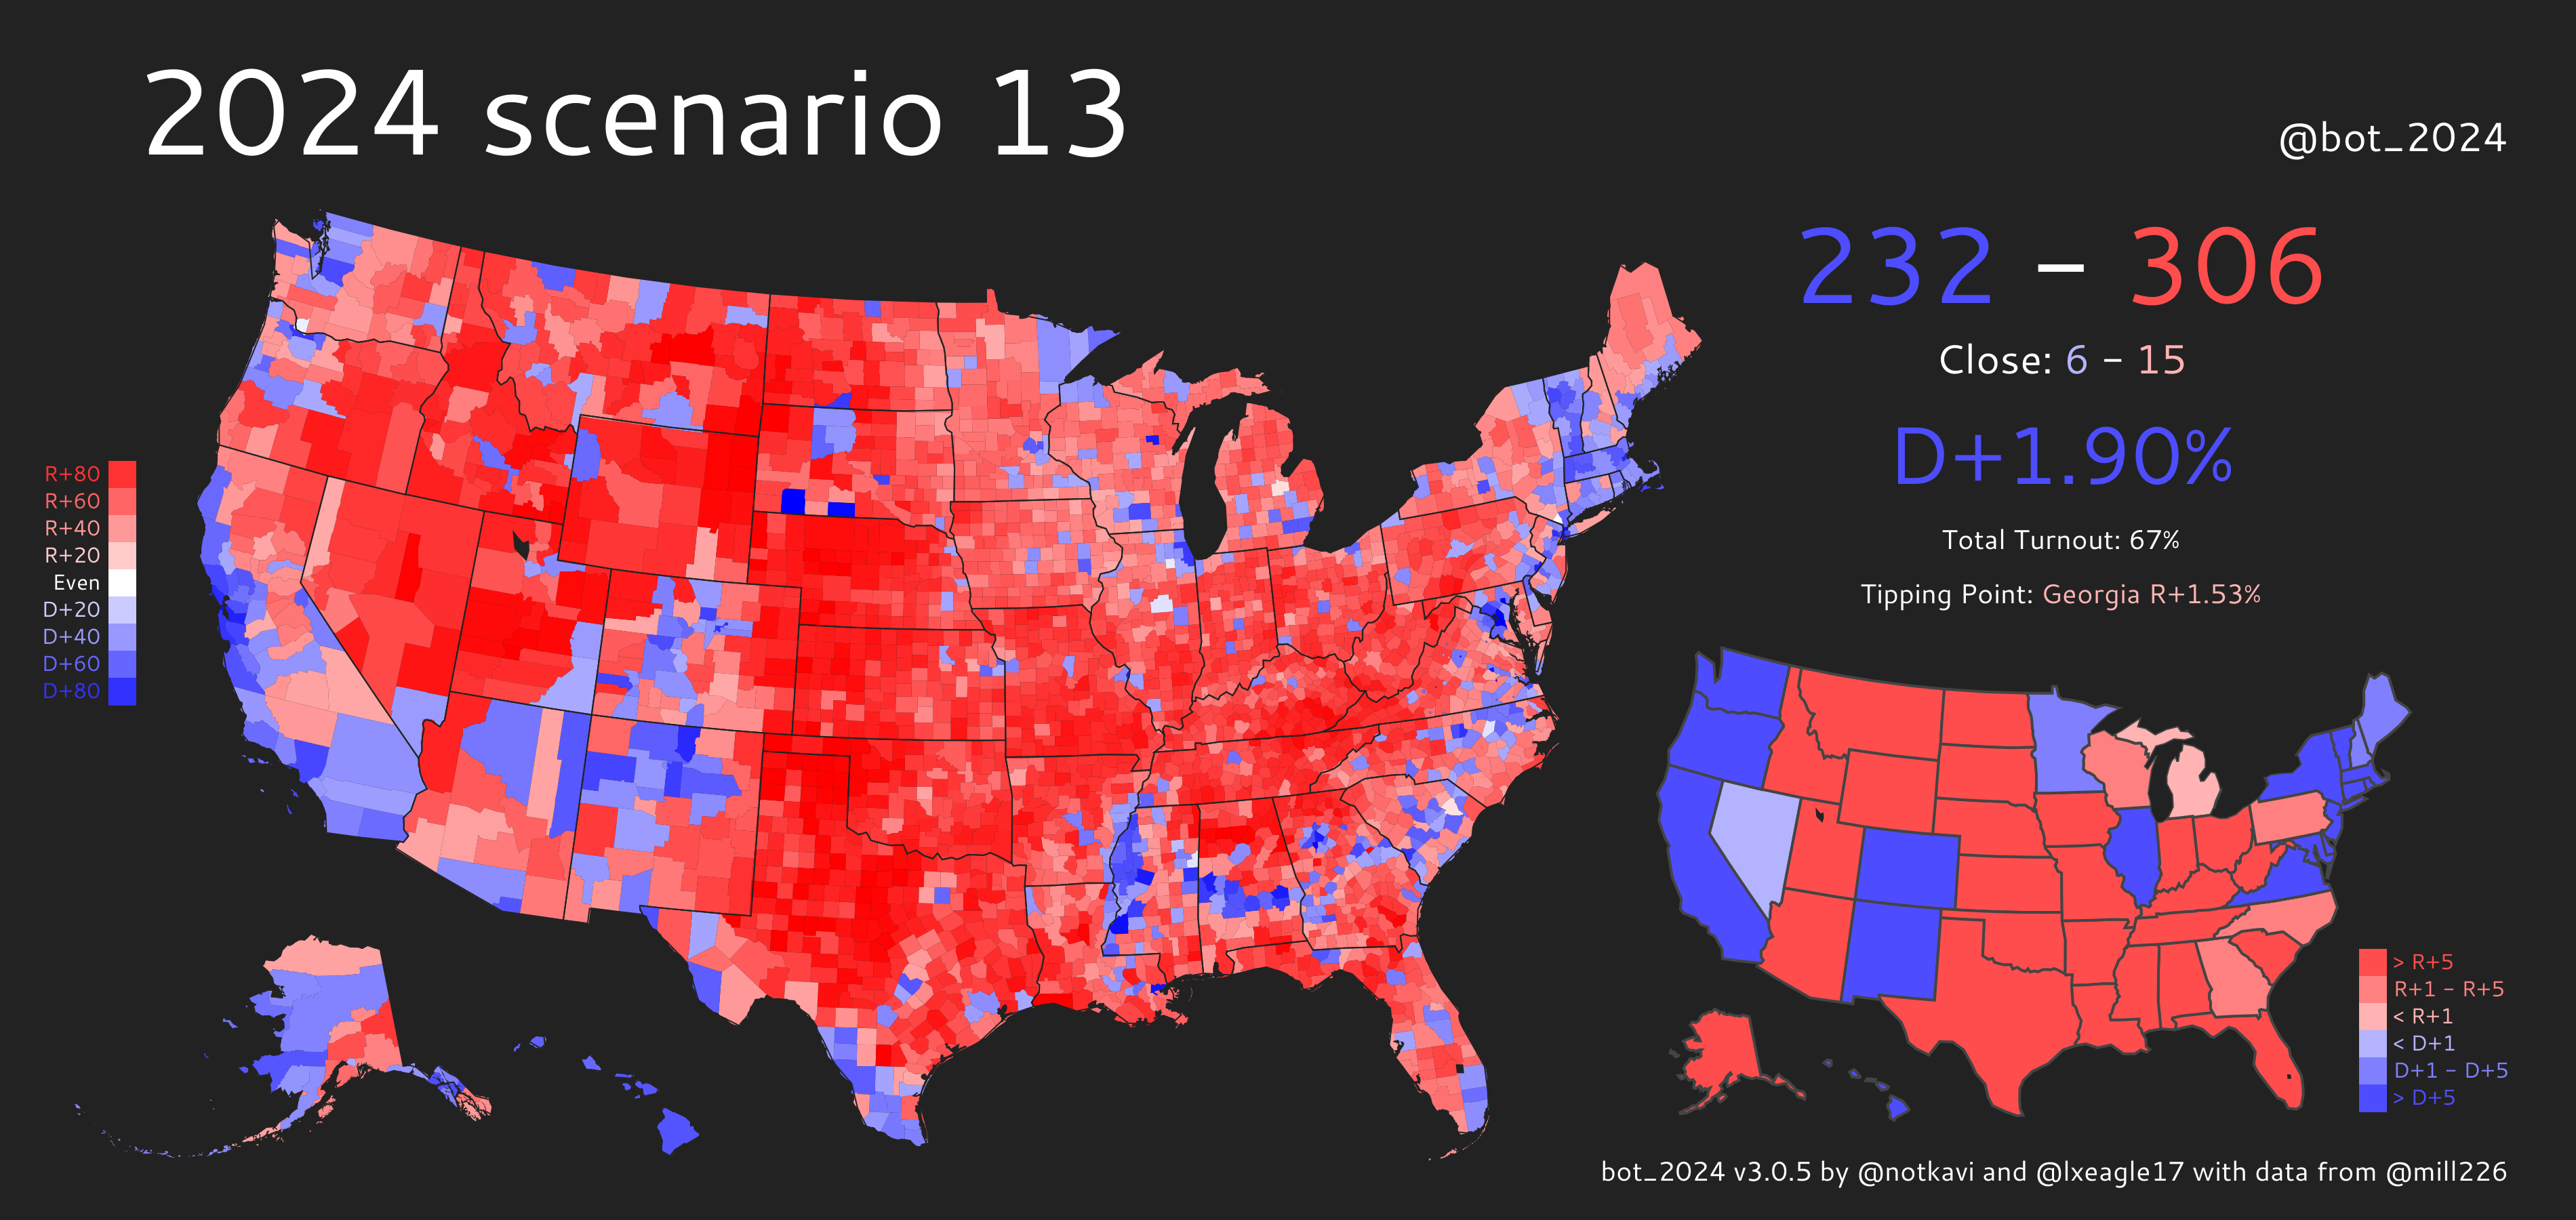 2024 scenario 13
@bot_2024
232 – 306
Close: 6 – 15
D+1.90%
Total Turnout: 67%
Tipping Point: Georgia R+1.53%
R+80
R+60
R+40
R+20
Even
D+20
D+40
D+60
D+80
> R+5
R+1 – R+5
< R+1
< D+1
D+1 – D+5
> D+5
bot_2024 v3.0.5 by @notkavi and @lxeagle17 with data from @mill226